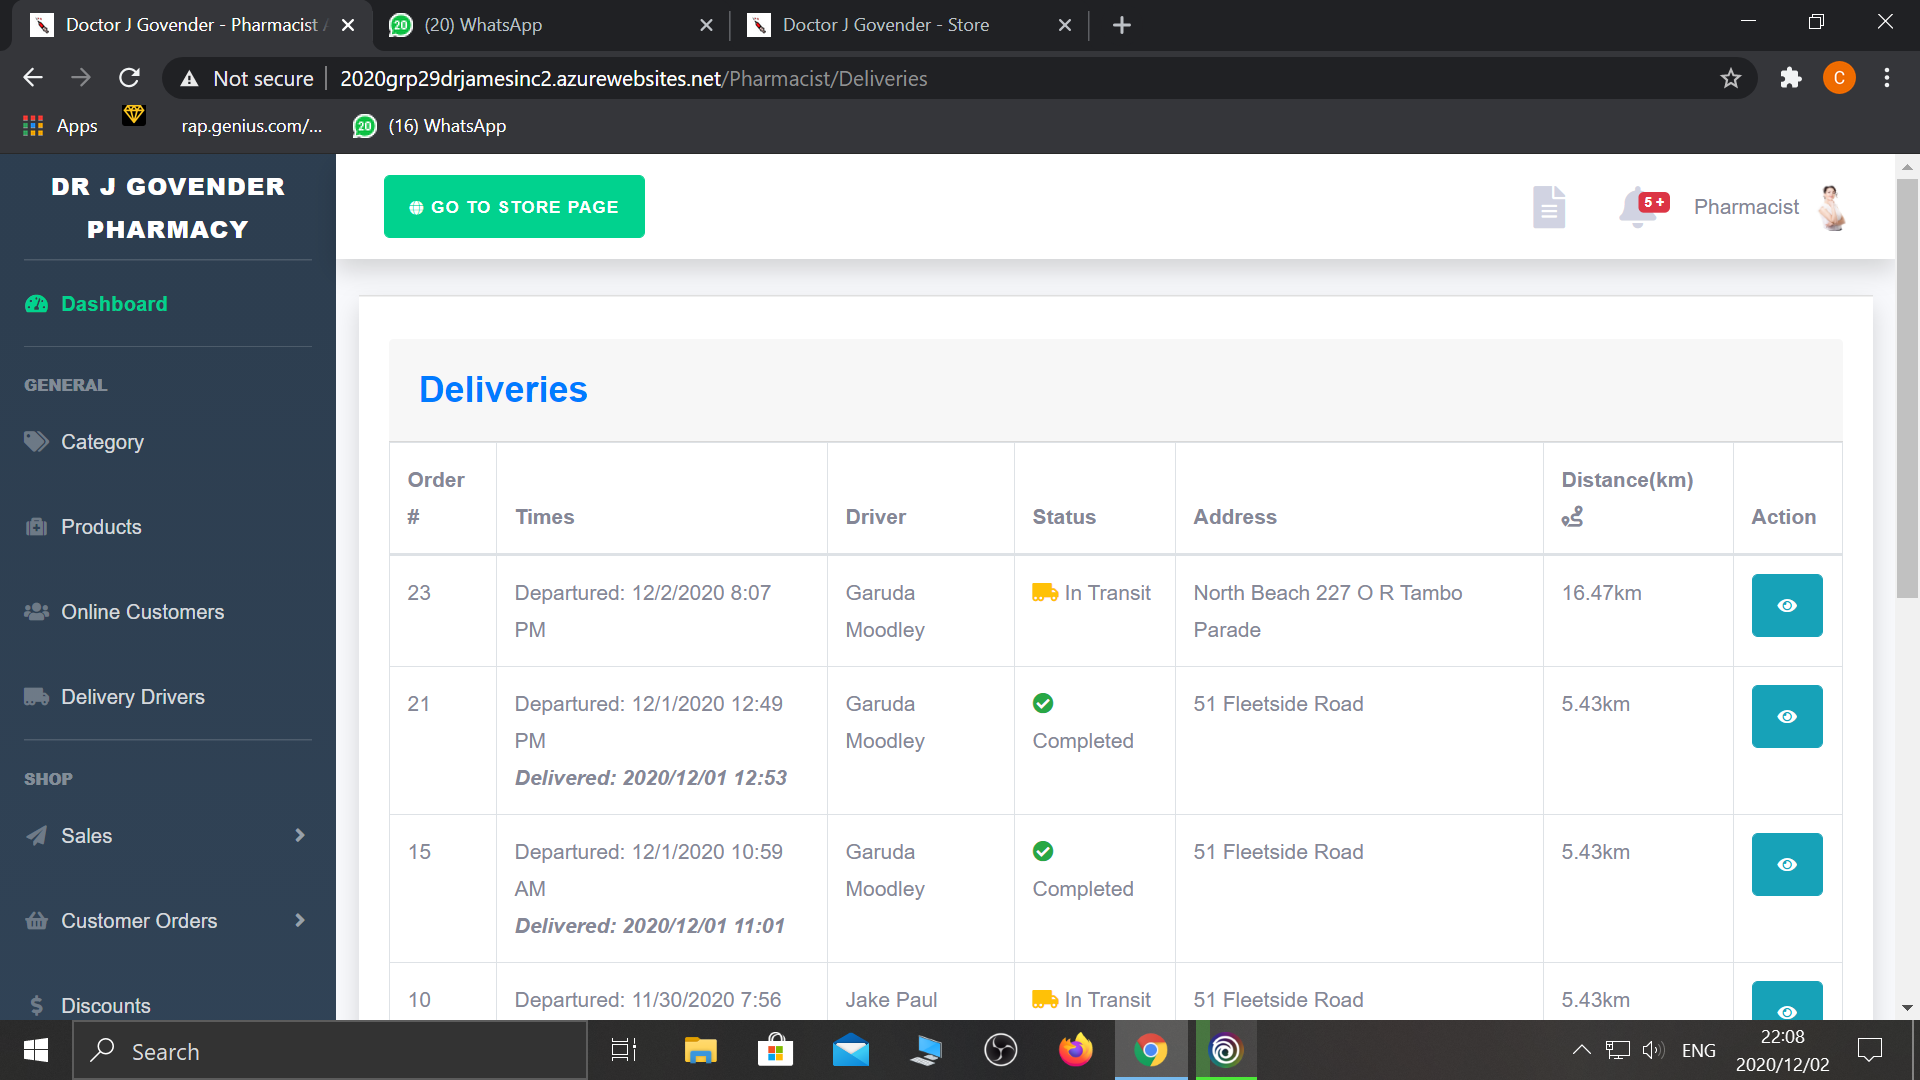 Doctor J Govender - Pharmacist
(20) WhatsApp
Doctor J Govender - Store
Not secure
2020grp29drjamesinc2.azurewebsites.net/Pharmacist/Deliveries
C
Apps
rap.genius.com/...
20
(16) WhatsApp
DR J GOVENDER
PHARMACY
GO TO STORE PAGE
5 +
Pharmacist
Dashboard
GENERAL
Category
Products
Online Customers
Delivery Drivers
SHOP
Sales
Customer Orders
Discounts
Deliveries
Order
#
Times
Driver
Status
Address
Distance(km)
Action
23
Departured: 12/2/2020 8:07
PM
Garuda
Moodley
In Transit
North Beach 227 O R Tambo
Parade
16.47km
21
Departured: 12/1/2020 12:49
PM
Delivered: 2020/12/01 12:53
Garuda
Moodley
Completed
51 Fleetside Road
5.43km
15
Departured: 12/1/2020 10:59
AM
Delivered: 2020/12/01 11:01
Garuda
Moodley
Completed
51 Fleetside Road
5.43km
10
Departured: 11/30/2020 7:56
Jake Paul
In Transit
51 Fleetside Road
5.43km
Search
ENG
22:08
2020/12/02